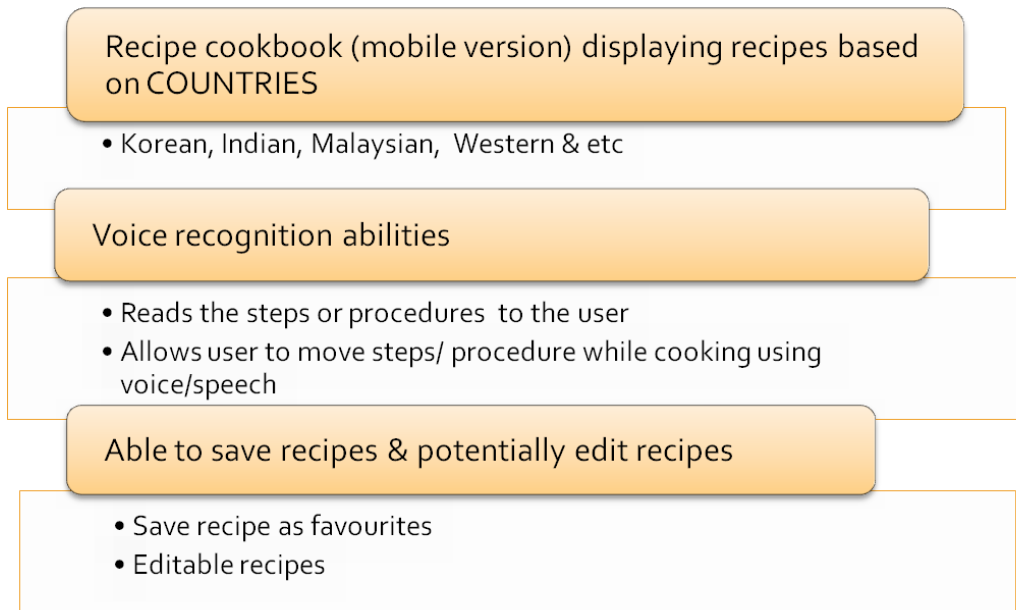 Recipe cookbook (mobile version) displaying recipes based
on COUNTRIES
• Korean, Indian, Malaysian, Western & etc
Voice recognition abilities
• Reads the steps or procedures to the user
• Allows user to move steps/ procedure while cooking using
voice/speech
Able to save recipes & potentially edit recipes
• Save recipe as favourites
• Editable recipes